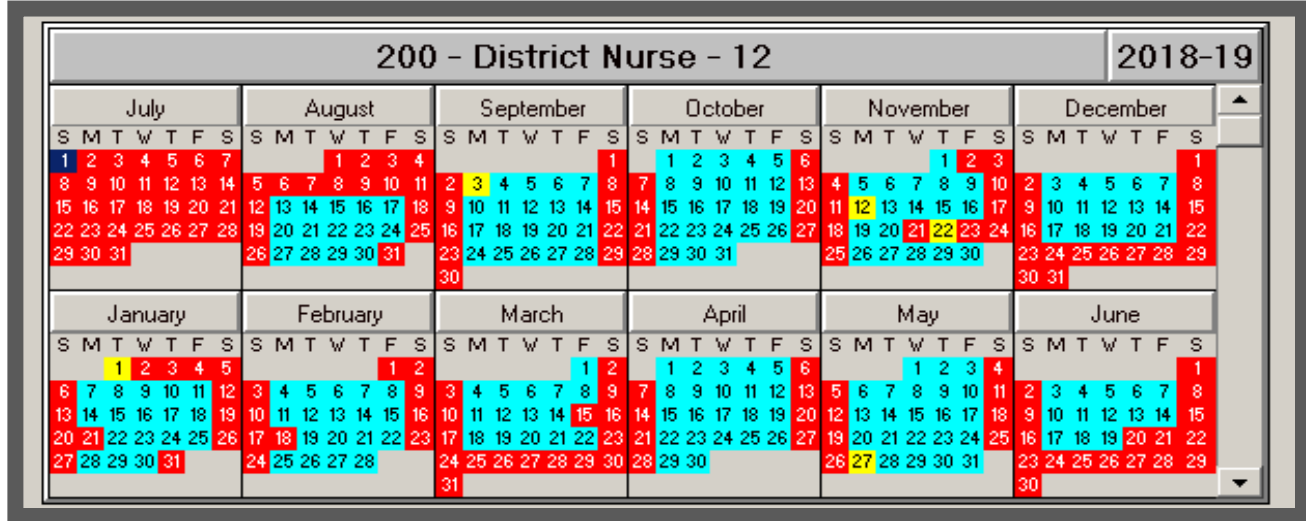 200 - District Nurse - 12 2018-19
July August September October November December
S M T W T F S S M T W T F S S M T W T F S S M T W T F S S M T W T F S S M T W T F S
1 2 3 4 5 6 7 1 2 3 4 1 1 2 3 4 5 6 1 2 3 1
8 9 10 11 12 13 14 5 6 7 8 9 10 11 2 3 4 5 6 7 8 7 8 9 10 11 12 13 4 5 6 7 8 9 10 2 3 4 5 6 7 8
15 16 17 18 19 20 21 12 13 14 15 16 17 18 9 10 11 12 13 14 15 14 15 16 17 18 19 20 11 12 13 14 15 16 17 9 10 11 12 13 14 15
22 23 24 25 26 27 28 19 20 21 22 23 24 25 16 17 18 19 20 21 22 21 22 23 24 25 26 27 18 19 20 21 22 23 24 16 17 18 19 20 21 22
29 30 31 26 27 28 29 30 31 23 24 25 26 27 28 29 28 29 30 31 25 26 27 28 29 30 23 24 25 26 27 28 29
30 30 31
January February March April May June
S M T W T F S S M T W T F S S M T W T F S S M T W T F S S M T W T F S S M T W T F S
1 2 3 4 5 1 2 1 2 1 2 3 4 5 6 1 2 3 4 1
6 7 8 9 10 11 12 3 4 5 6 7 8 9 3 4 5 6 7 8 9 7 8 9 10 11 12 13 5 6 7 8 9 10 11 2 3 4 5 6 7 8
13 14 15 16 17 18 19 10 11 12 13 14 15 16 10 11 12 13 14 15 16 14 15 16 17 18 19 20 12 13 14 15 16 17 18 9 10 11 12 13 14 15
20 21 22 23 24 25 26 17 18 19 20 21 22 23 17 18 19 20 21 22 23 21 22 23 24 25 26 27 19 20 21 22 23 24 25 16 17 18 19 20 21 22
27 28 29 30 31 24 25 26 27 28 24 25 26 27 28 29 30 28 29 30 26 27 28 29 30 31 23 24 25 26 27 28 29
31 30